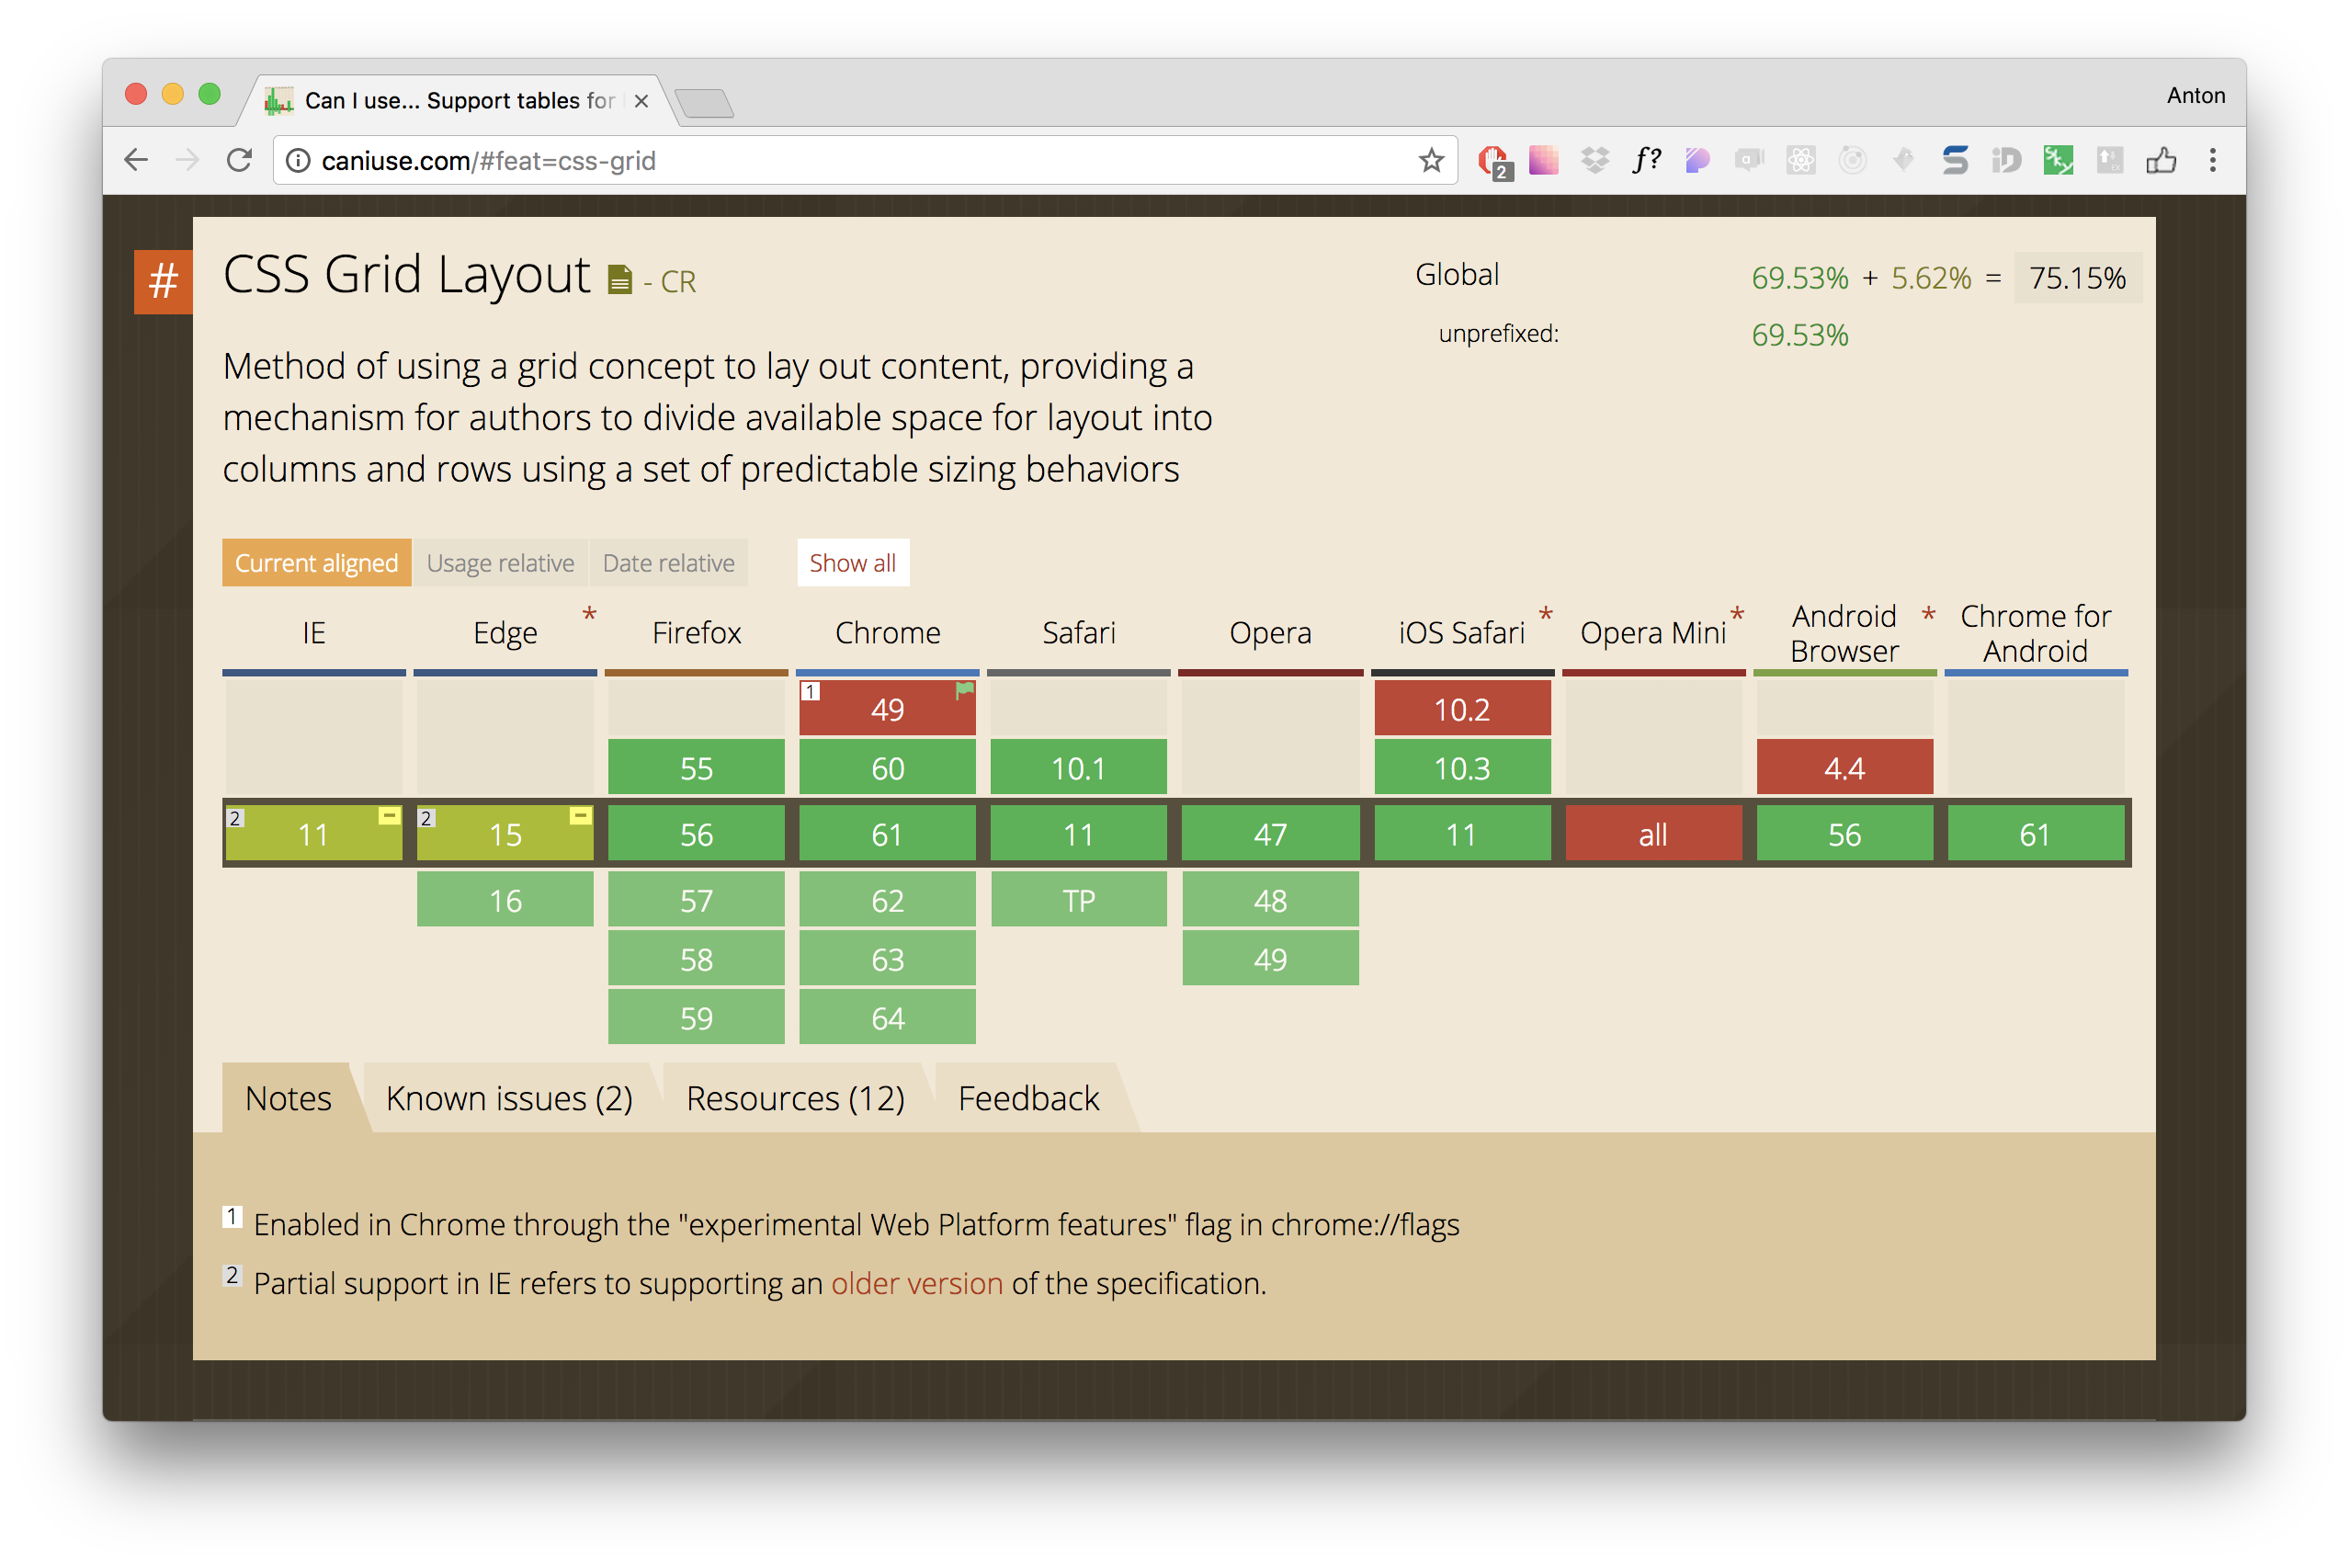 Can I use... Support tables for
Anton
caniuse.com/#feat=css-grid
2
f?
a
S
iD
Sky
#
CSS Grid Layout - CR
Global 69.53% + 5.62% = 75.15%
unprefixed: 69.53%
Method of using a grid concept to lay out content, providing a
mechanism for authors to divide available space for layout into
columns and rows using a set of predictable sizing behaviors
Current aligned Usage relative Date relative Show all
IE Edge * Firefox Chrome Safari Opera iOS Safari * Opera Mini * Android Browser * Chrome for Android
1 49 10.2
55 60 10.1 10.3 4.4
2 11 - 2 15 - 56 61 11 47 11 all 56 61
16 57 62 TP 48
58 63 49
59 64
Notes Known issues (2) Resources (12) Feedback
1 Enabled in Chrome through the "experimental Web Platform features" flag in chrome://flags
2 Partial support in IE refers to supporting an older version of the specification.